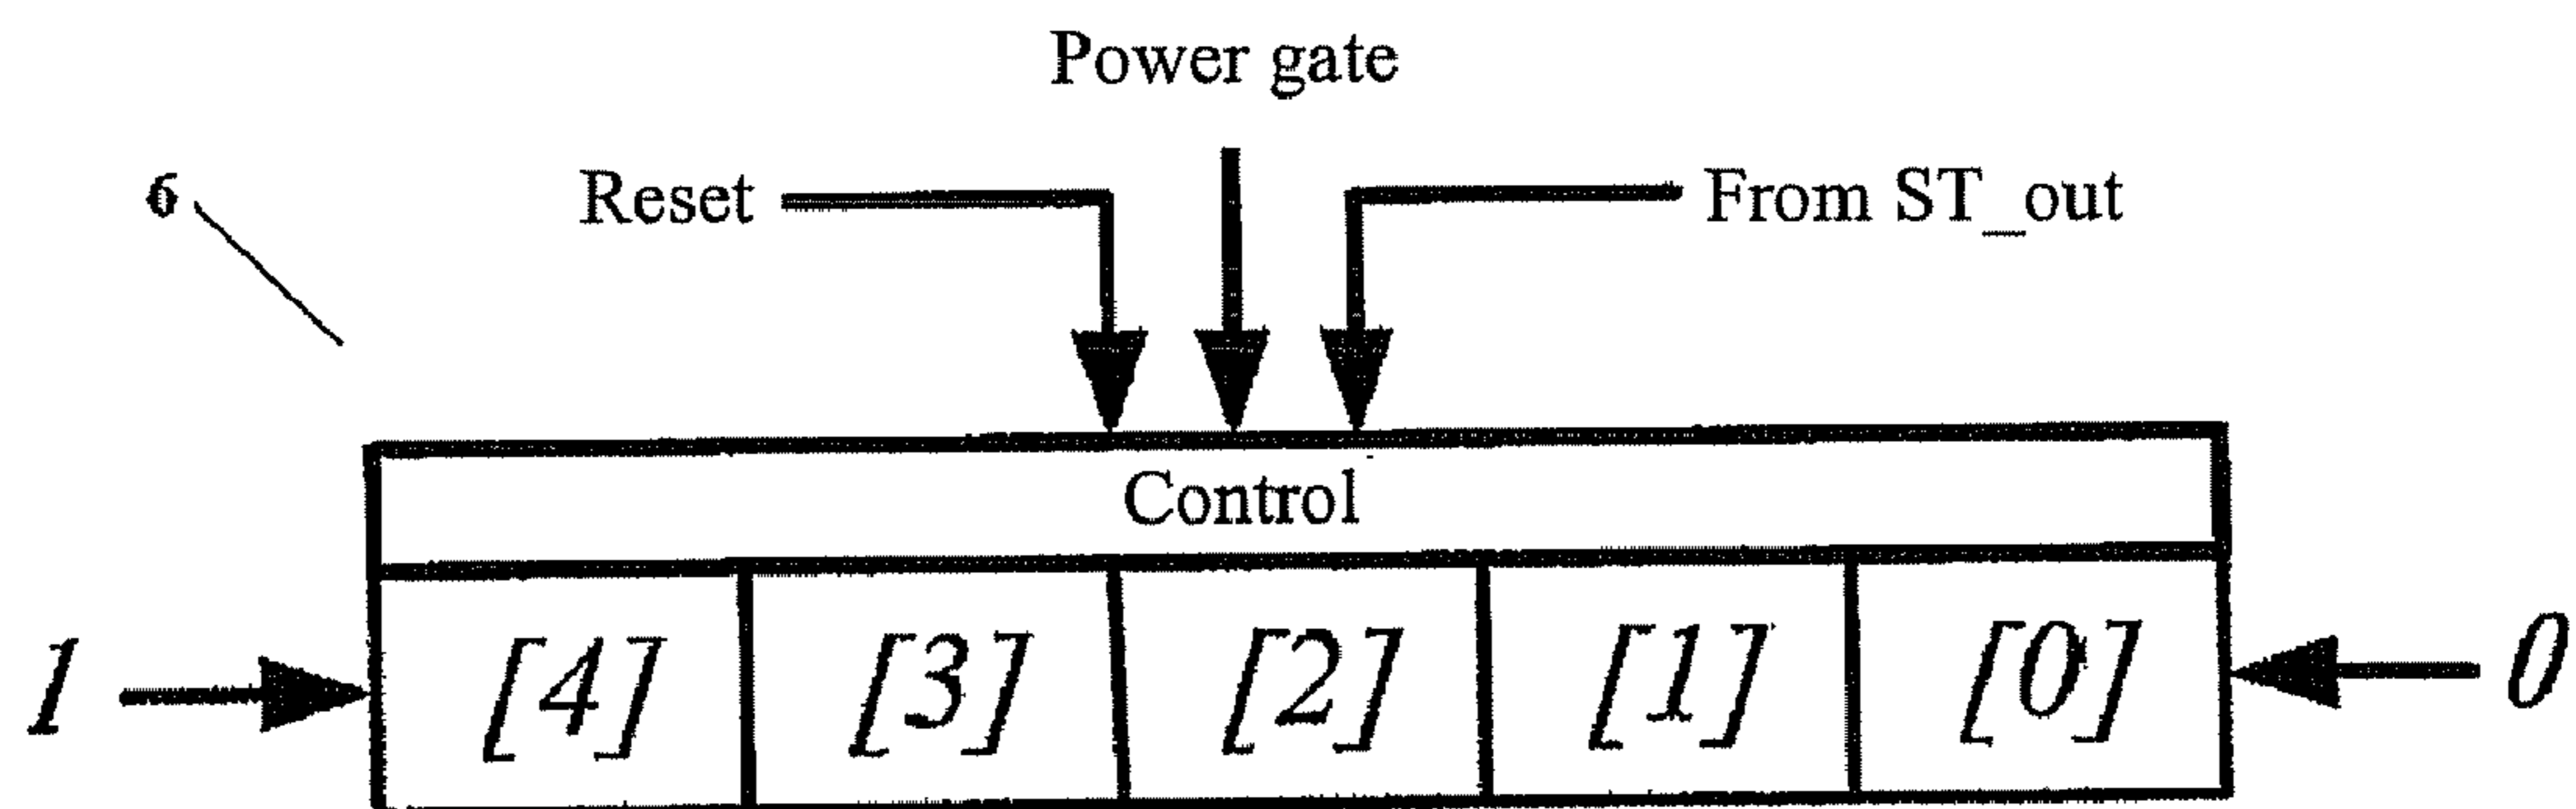 Power gate
6
Reset
From ST_out
Control
1
[4]
[3]
[2]
[1]
[0]
0